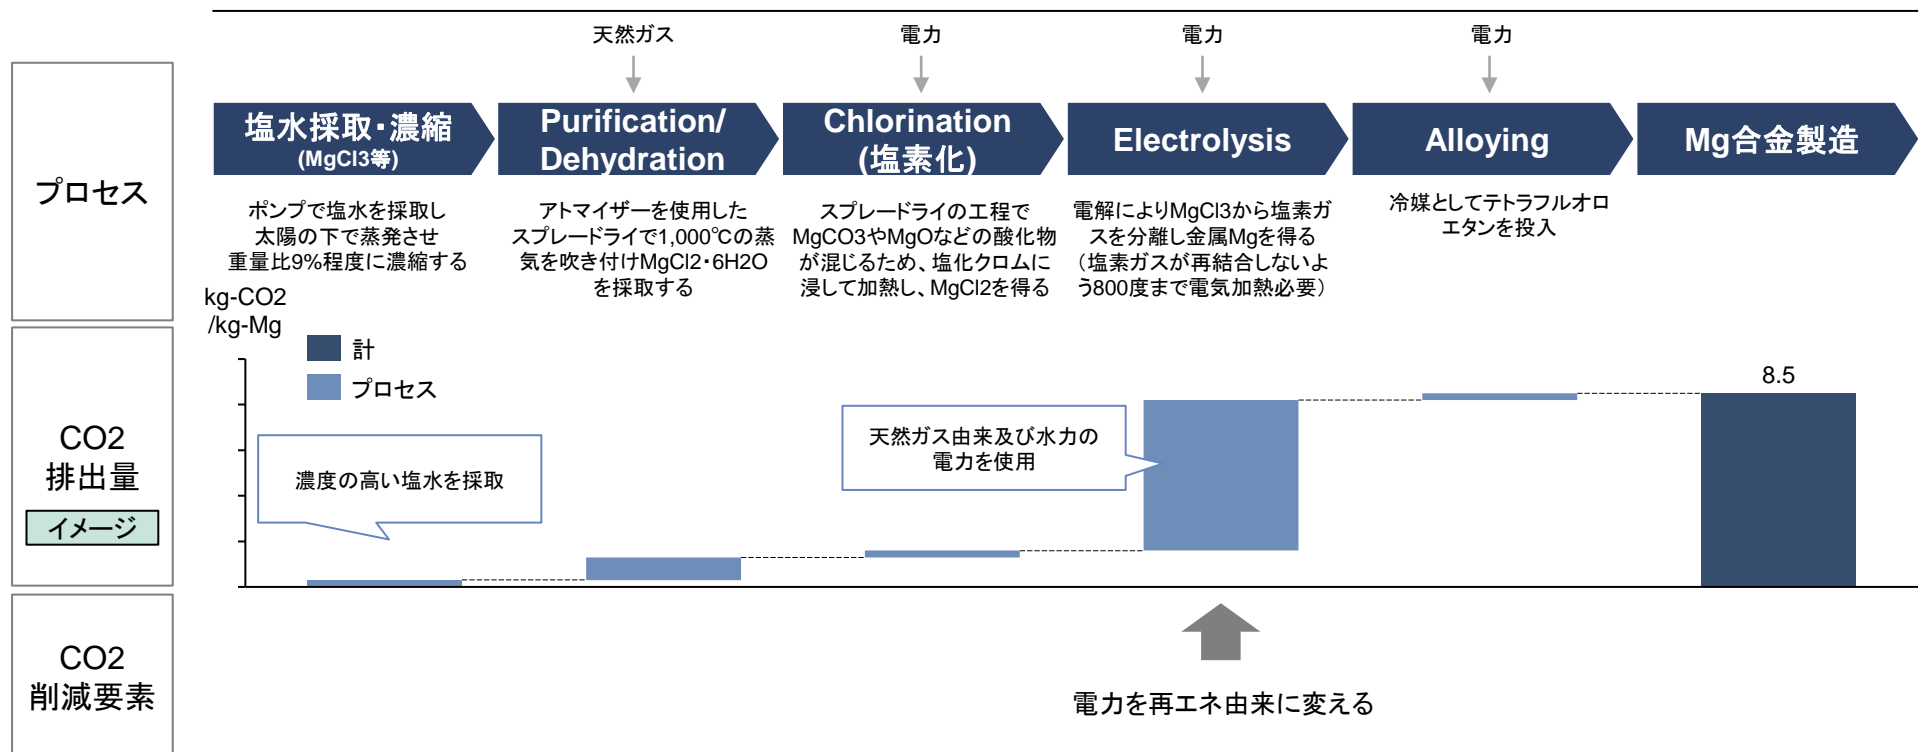 天然ガス
電力
電力
電力
プロセス
塩水採取・濃縮
(MgCl3等)
Purification/
Dehydration
Chlorination
(塩素化)
Electrolysis
Alloying
Mg合金製造
ポンプで塩水を採取し
太陽の下で蒸発させ
重量比9%程度に濃縮する
アトマイザーを使用した
スプレードライで1,000℃の蒸
気を吹き付けMgCl2・6H2O
を採取する
スプレードライの工程で
MgCO3やMgOなどの酸化物
が混じるため、塩化クロムに
浸して加熱し、MgCl2を得る
電解によりMgCl3から塩素ガ
スを分離し金属Mgを得る
（塩素ガスが再結合しないよ
う800度まで電気加熱必要）
冷媒としてテトラフルオロ
エタンを投入
kg-CO2
/kg-Mg
計
プロセス
CO2
排出量
イメージ
濃度の高い塩水を採取
天然ガス由来及び水力の
電力を使用
8.5
CO2
削減要素
電力を再エネ由来に変える